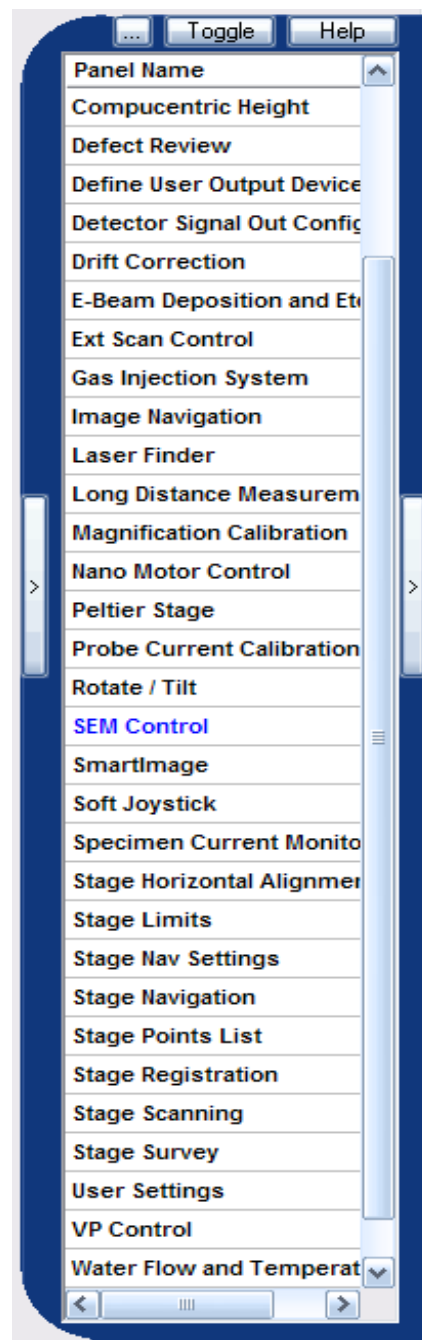 ... Toggle Help
Panel Name
Compucentric Height
Defect Review
Define User Output Device
Detector Signal Out Config
Drift Correction
E-Beam Deposition and Etc
Ext Scan Control
Gas Injection System
Image Navigation
Laser Finder
Long Distance Measurem
Magnification Calibration
Nano Motor Control
Peltier Stage
Probe Current Calibration
Rotate / Tilt
SEM Control
SmartImage
Soft Joystick
Specimen Current Monito
Stage Horizontal Alignmen
Stage Limits
Stage Nav Settings
Stage Navigation
Stage Points List
Stage Registration
Stage Scanning
Stage Survey
User Settings
VP Control
Water Flow and Temperat